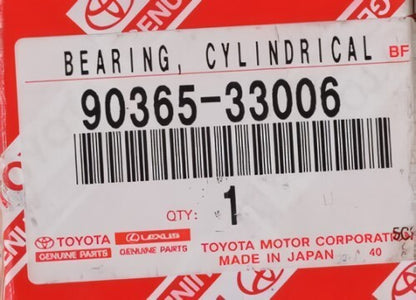 BEARING, CYLINDRICAL BF
90365-33006
QTY: 1
TOYOTA LEXUS
GENUINE PARTS GENUINE PARTS
TOYOTA MOTOR CORPORATION
MADE IN JAPAN 40